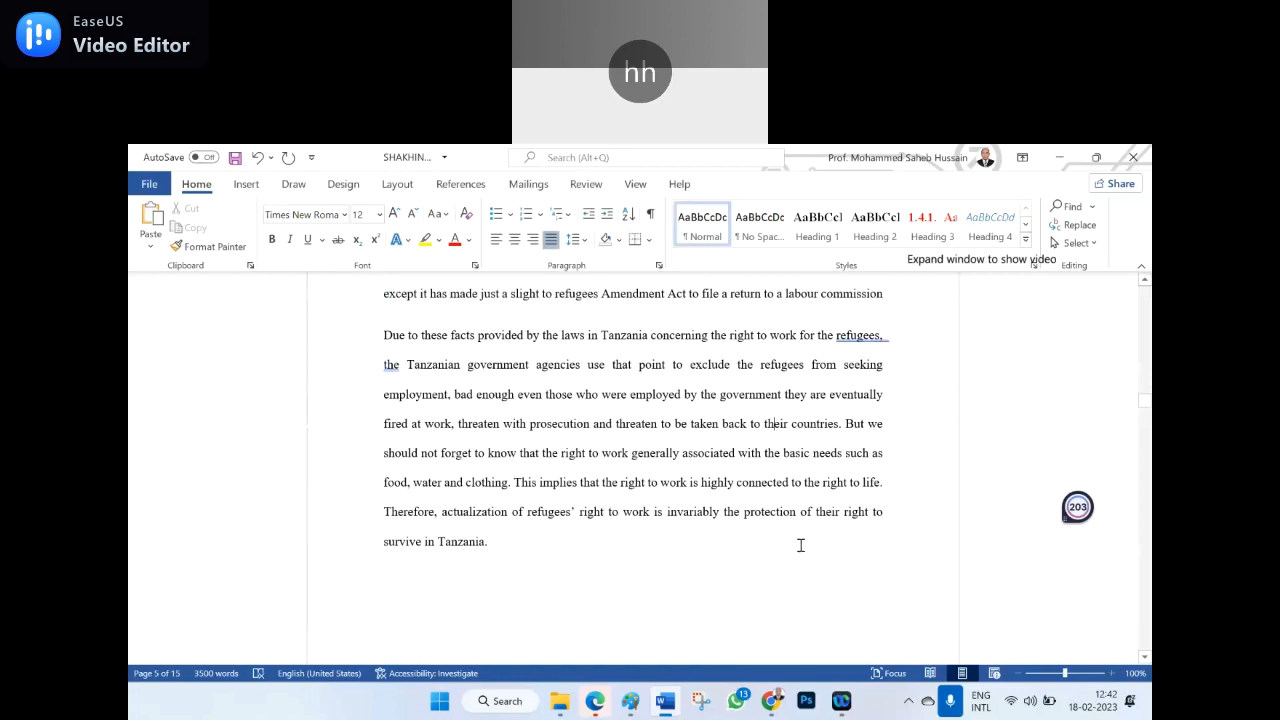 EaseUS
Video Editor
hh
AutoSave Off SHAKHIN... Search (Alt+Q) Prof. Mohammed Saheb Hussain
File Home Insert Draw Design Layout References Mailings Review View Help Share
Paste Cut Copy Format Painter
Times New Roma 12
AaBbCcDc AaBbCcDc AaBbCcl AaBbCcl 1.4.1. Aa AaBbCcDd
¶ Normal ¶ No Spac... Heading 1 Heading 2 Heading 3 Heading 4
Find
Replace
Select
Expand window to show video
Clipboard Font Paragraph Styles Editing
except it has made just a slight to refugees Amendment Act to file a return to a labour commission
Due to these facts provided by the laws in Tanzania concerning the right to work for the refugees,
the Tanzanian government agencies use that point to exclude the refugees from seeking
employment, bad enough even those who were employed by the government they are eventually
fired at work, threaten with prosecution and threaten to be taken back to their countries. But we
should not forget to know that the right to work generally associated with the basic needs such as
food, water and clothing. This implies that the right to work is highly connected to the right to life.
Therefore, actualization of refugees’ right to work is invariably the protection of their right to
survive in Tanzania.
203
Page 5 of 15 3500 words English (United States) Accessibility: Investigate Focus 100%
Search 13 Ps ENG INTL 12:42 18-02-2023